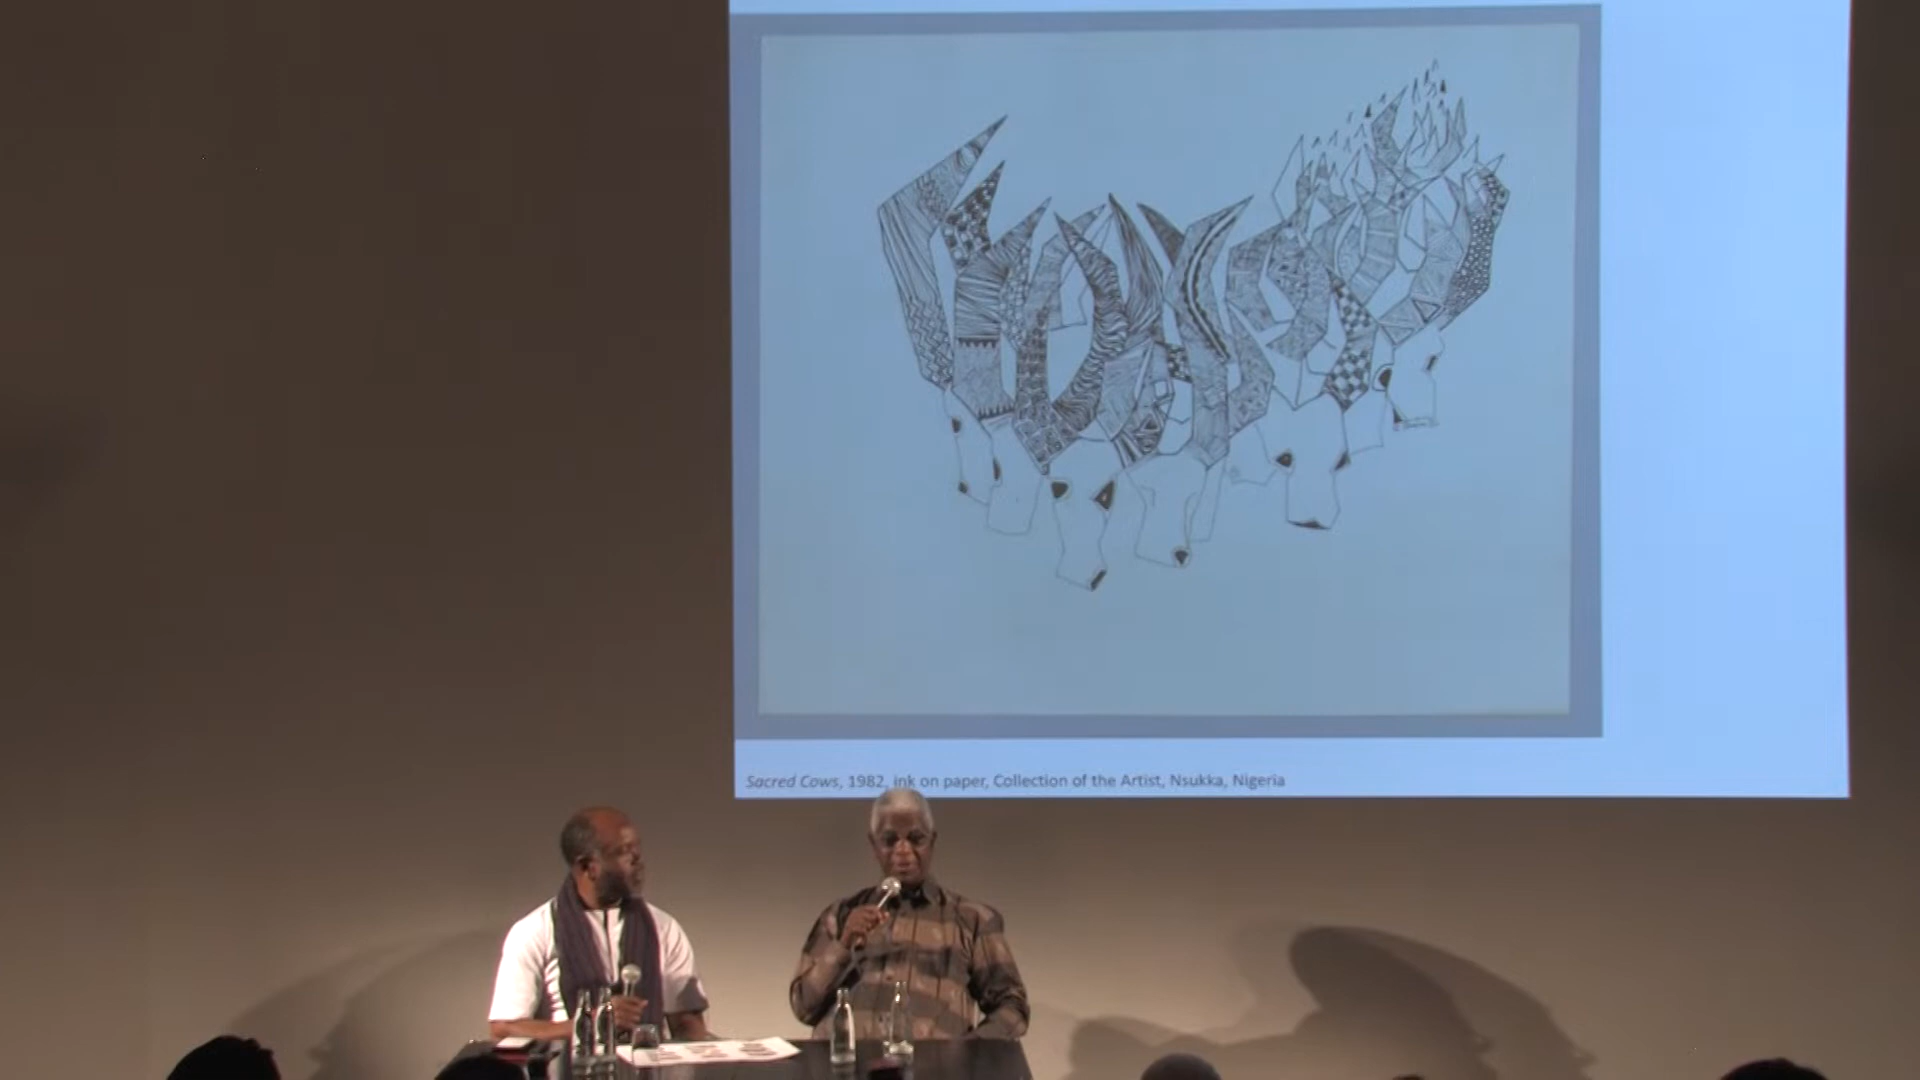 Sacred Cows, 1982, ink on paper, Collection of the Artist, Nsukka, Nigeria